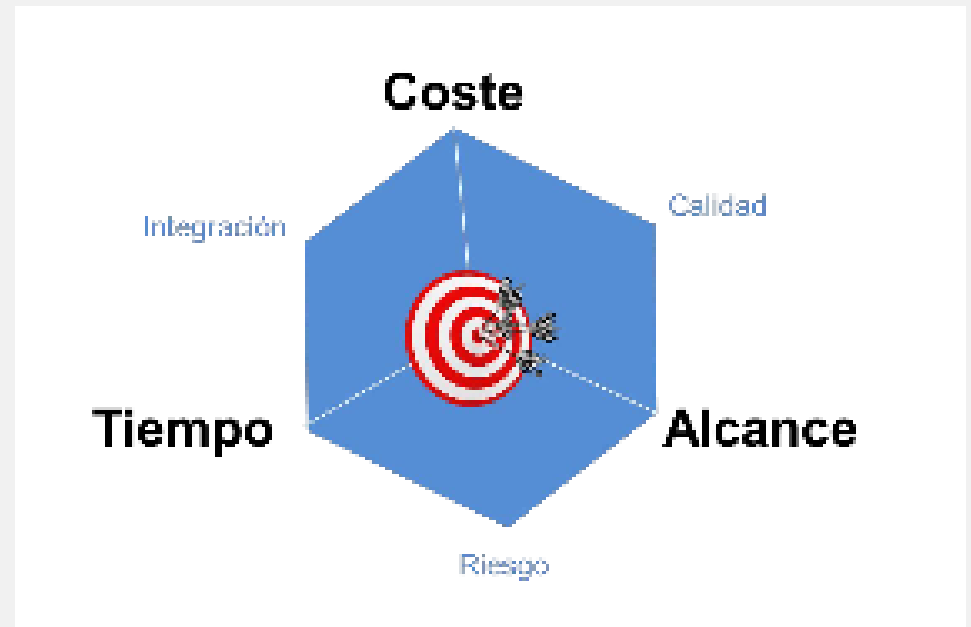 Coste
Calidad
Integración
Tiempo
Alcance
Riesgo